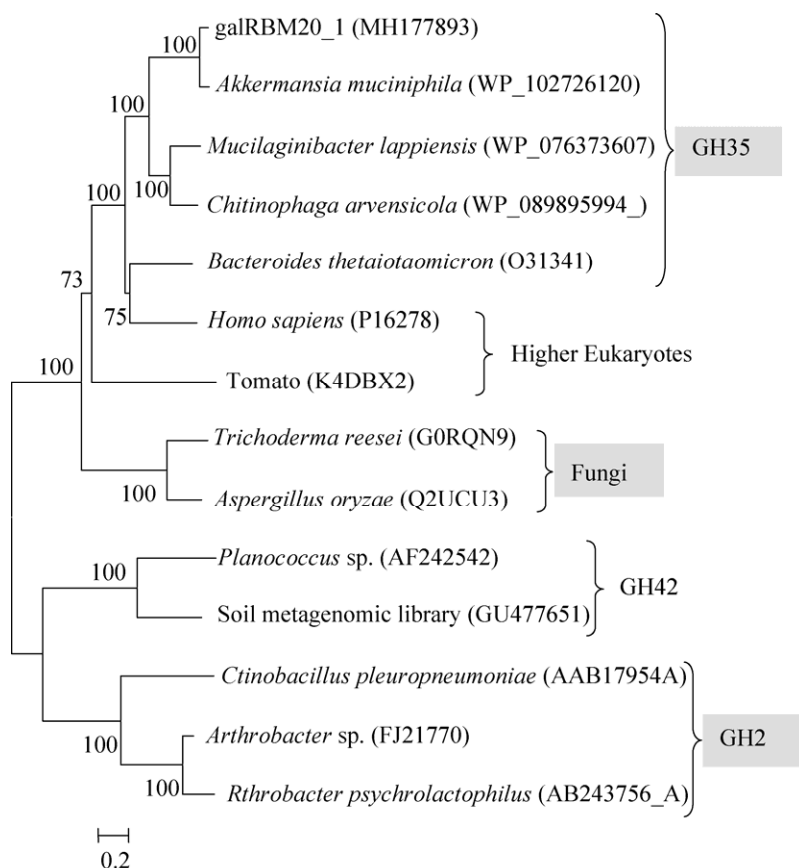 galRBM20_1 (MH177893)
100
Akkermansia muciniphila (WP_102726120)
100
Mucilaginibacter lappiensis (WP_076373607)
GH35
100
100
Chitinophaga arvensicola (WP_089895994_)
Bacteroides thetaiotaomicron (O31341)
73
75
Homo sapiens (P16278)
Higher Eukaryotes
100
Tomato (K4DBX2)
Trichoderma reesei (G0RQN9)
Fungi
100
Aspergillus oryzae (Q2UCU3)
Planococcus sp. (AF242542)
100
GH42
Soil metagenomic library (GU477651)
Ctinobacillus pleuropneumoniae (AAB17954A)
100
Arthrobacter sp. (FJ21770)
GH2
100
Rthrobacter psychrolactophilus (AB243756_A)
0.2